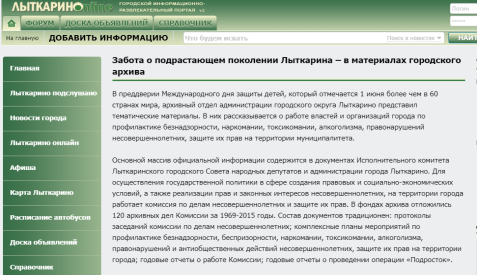 ЛЫТКАРИНОonline
ГОРОДСКОЙ ИНФОРМАЦИОННО-
РАЗВЛЕКАТЕЛЬНЫЙ ПОРТАЛ v2
Логин
ФОРУМ ДОСКА ОБЪЯВЛЕНИЙ СПРАВОЧНИК
На главную ДОБАВИТЬ ИНФОРМАЦИЮ Что будем искать Поиск в новостях НАЙТИ
Главная
Лыткарино подслушано
Новости города
Лыткарино онлайн
Афиша
Карта Лыткарино
Расписание автобусов
Доска объявлений
Справочник
Забота о подрастающем поколении Лыткарина – в материалах городского
архива
В преддверии Международного дня защиты детей, который отмечается 1 июня более чем в 60
странах мира, архивный отдел администрации городского округа Лыткарино представил
тематические материалы. В них рассказывается о работе властей и организаций города по
профилактике безнадзорности, наркомании, токсикомании, алкоголизма, правонарушений
несовершеннолетних, защите их прав на территории муниципалитета.
Основной массив официальной информации содержится в документах Исполнительного комитета
Лыткаринского городского Совета народных депутатов и администрации города Лыткарино. Для
осуществления государственной политики в сфере создания правовых и социально-экономических
условий, а также реализации прав и законных интересов несовершеннолетних, на территории города
работает комиссия по делам несовершеннолетних и защите их прав. В фондах архива отложились
120 архивных дел Комиссии за 1969-2015 годы. Состав документов традиционен: протоколы
заседаний комиссии по делам несовершеннолетних; комплексные планы мероприятий по
профилактике безнадзорности, беспризорности, наркомании, токсикомании, алкоголизма,
правонарушений и антиобщественных действий несовершеннолетних, защите их прав на территории
города; годовые отчеты о работе Комиссии; годовые отчеты о проведении операции «Подросток».